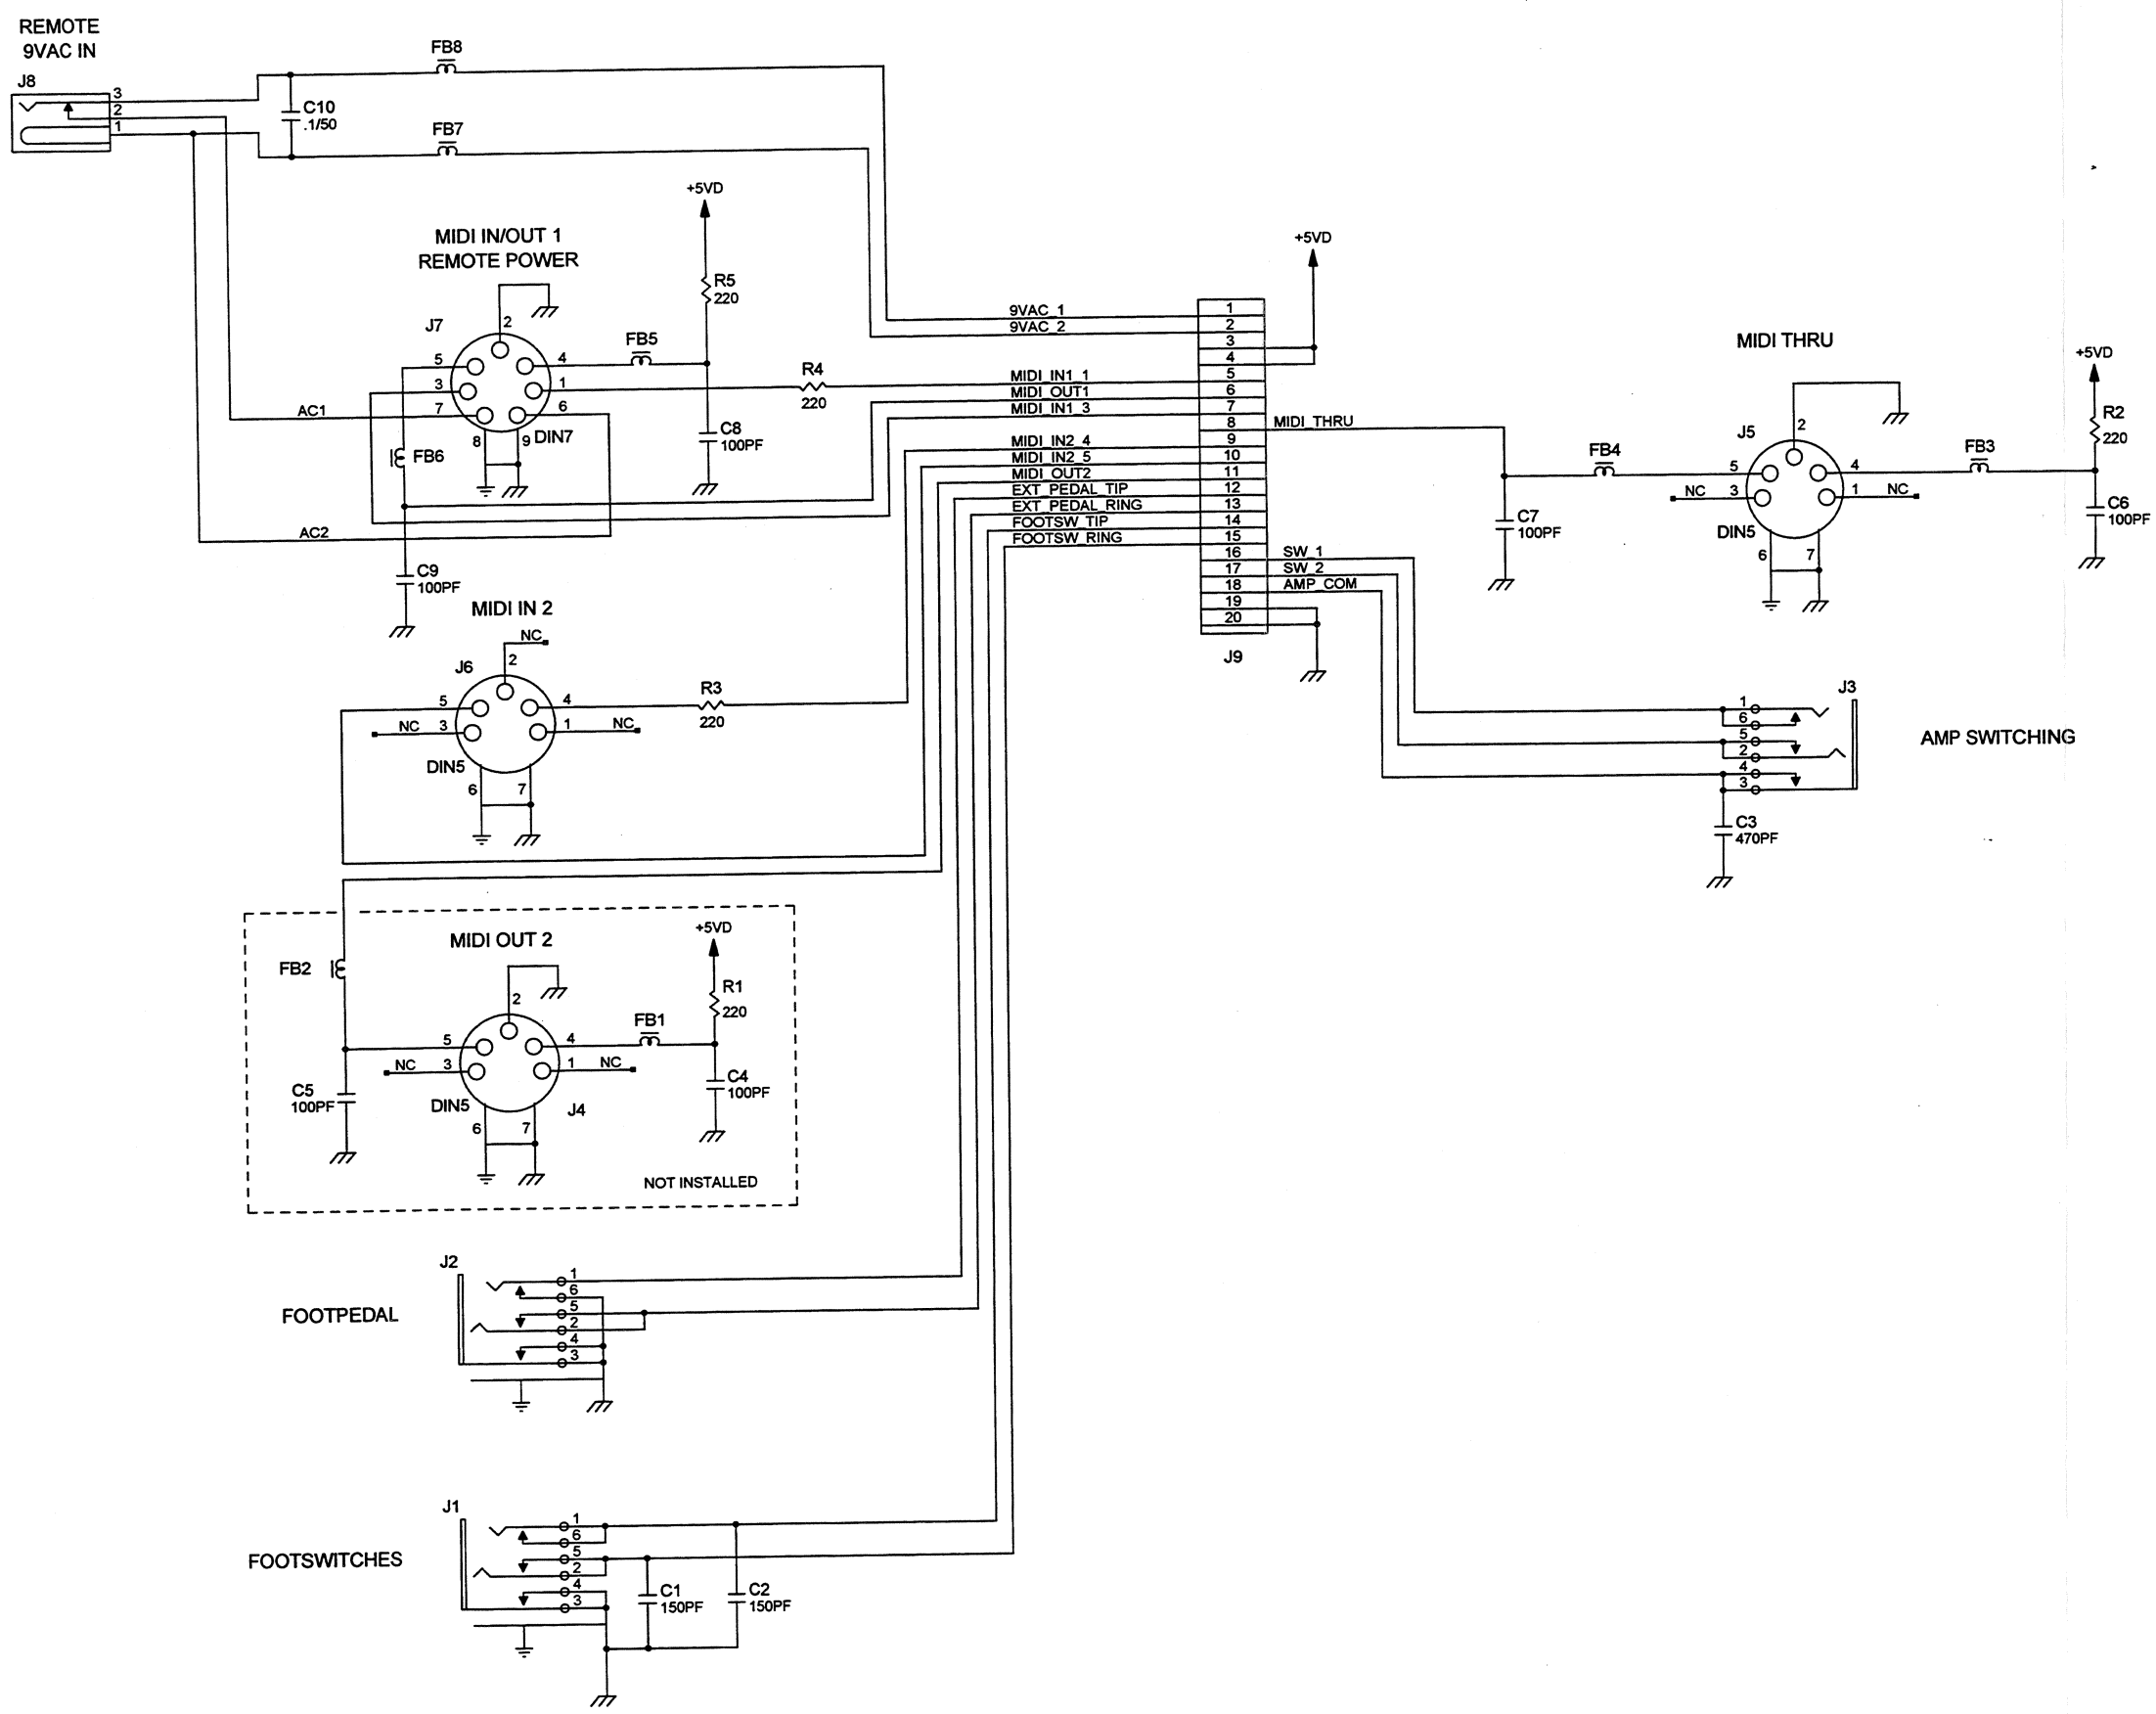 REMOTE
9VAC IN
J8
3
2
1
C10
.1/50
FB8
FB7
+5VD
MIDI IN/OUT 1
REMOTE POWER
R5
220
J7
2
5
4
FB5
3
1
R4
220
AC1
7
6
8
9
DIN7
FB6
C8
100PF
AC2
C9
100PF
9VAC_1
9VAC_2
MIDI_IN1_1
MIDI_OUT1
MIDI_IN1_3
MIDI_IN2_4
MIDI_IN2_5
MIDI_OUT2
EXT_PEDAL_TIP
EXT_PEDAL_RING
FOOTSW_TIP
FOOTSW_RING
+5VD
1
2
3
4
5
6
7
8
9
10
11
12
13
14
15
16
17
18
19
20
J9
MIDI_THRU
SW_1
SW_2
AMP_COM
MIDI THRU
+5VD
R2
220
J5
2
FB4
5
4
FB3
NC
3
1
NC
C7
100PF
DIN5
6
7
C6
100PF
J3
1
6
5
2
4
3
AMP SWITCHING
C3
470PF
MIDI IN 2
NC
J6
2
5
4
R3
220
NC
3
1
NC
DIN5
6
7
MIDI OUT 2
+5VD
FB2
R1
220
2
FB1
5
4
NC
3
1
NC
C5
100PF
C4
100PF
DIN5
J4
6
7
NOT INSTALLED
J2
1
6
5
2
4
3
FOOTPEDAL
J1
1
6
5
2
4
3
FOOTSWITCHES
C1
150PF
C2
150PF